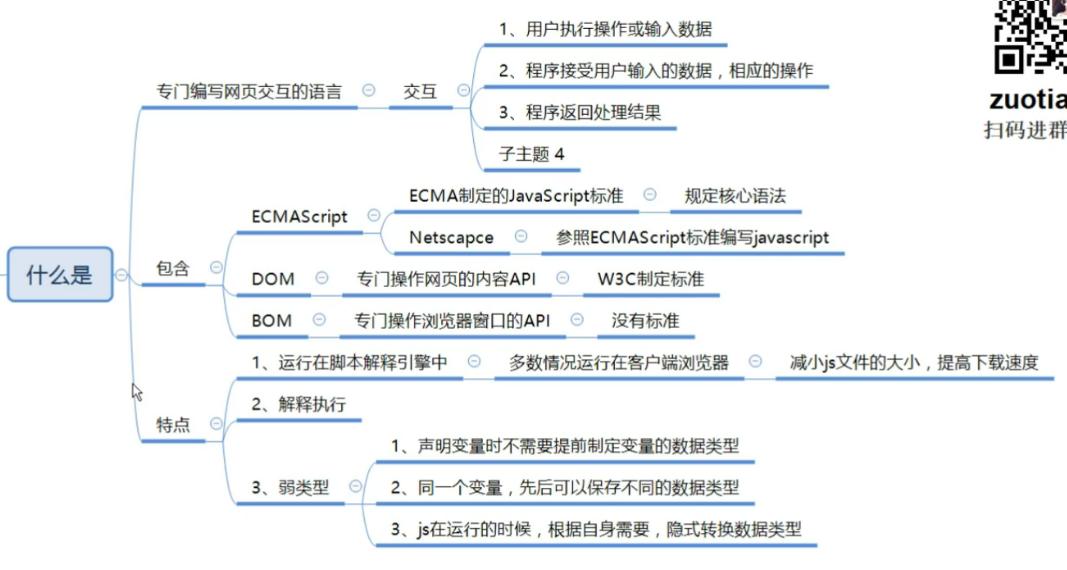 1、用户执行操作或输入数据
专门编写网页交互的语言
交互
2、程序接受用户输入的数据，相应的操作
3、程序返回处理结果
子主题 4
什么是
包含
ECMAScript
ECMA制定的JavaScript标准
规定核心语法
Netscapce
参照ECMAScript标准编写javascript
DOM
专门操作网页的内容API
W3C制定标准
BOM
专门操作浏览器窗口的API
没有标准
特点
1、运行在脚本解释引擎中
多数情况运行在客户端浏览器
减小js文件的大小，提高下载速度
2、解释执行
3、弱类型
1、声明变量时不需要提前制定变量的数据类型
2、同一个变量，先后可以保存不同的数据类型
3、js在运行的时候，根据自身需要，隐式转换数据类型
zuotia
扫码进群